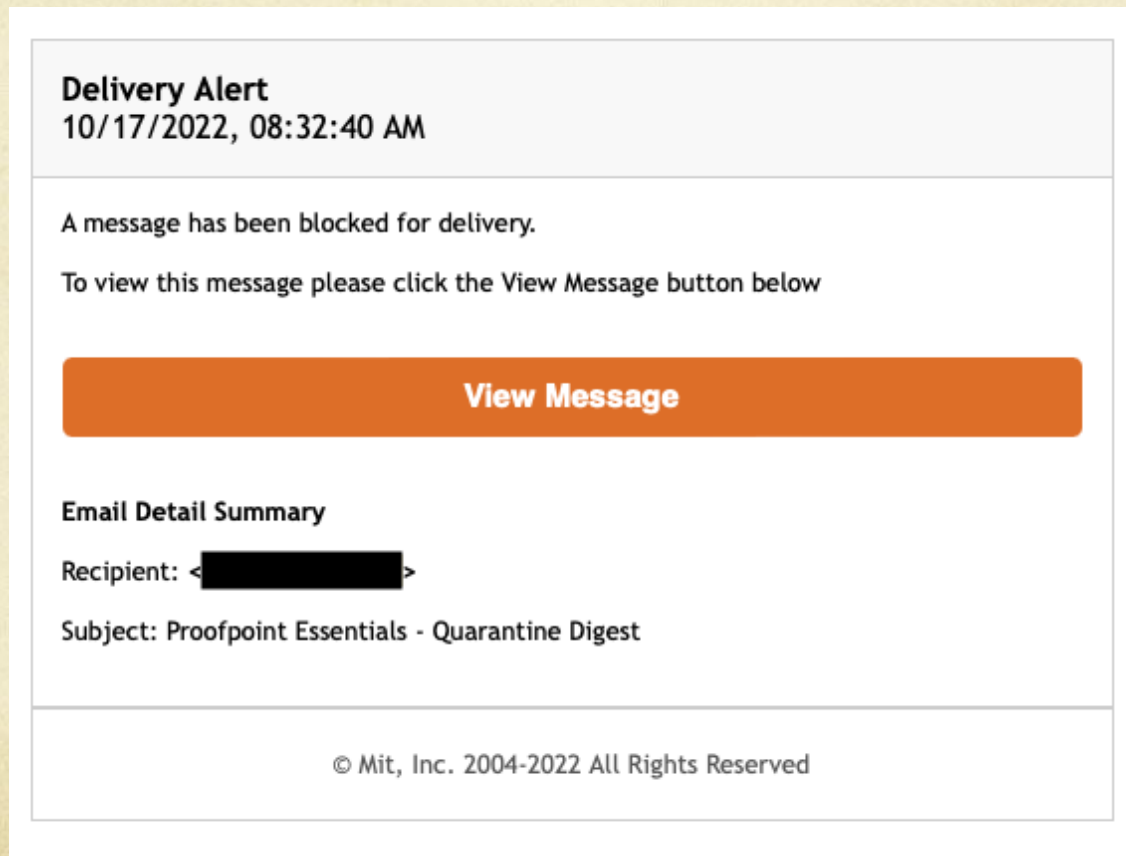 Delivery Alert
10/17/2022, 08:32:40 AM
A message has been blocked for delivery.
To view this message please click the View Message button below
View Message
Email Detail Summary
Recipient: < >
Subject: Proofpoint Essentials - Quarantine Digest
© Mit, Inc. 2004-2022 All Rights Reserved